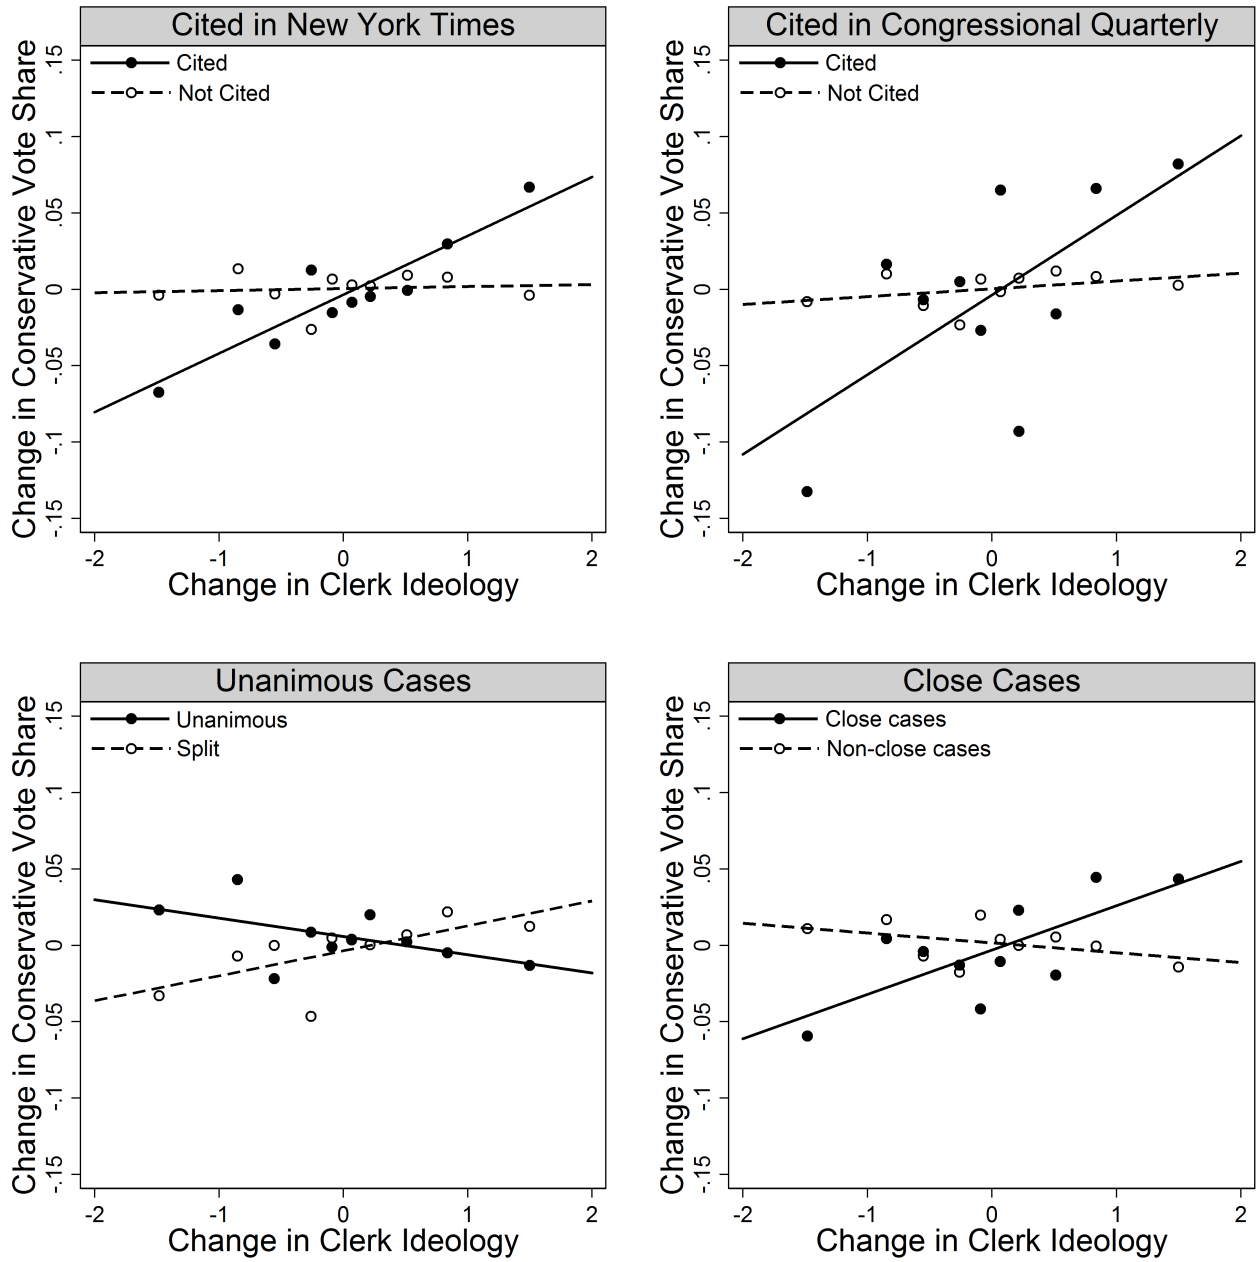 Cited in New York Times
Cited
Not Cited
Change in Conservative Vote Share
.15
.1
.05
0
-.05
-.1
-.15
-2 -1 0 1 2
Change in Clerk Ideology
Cited in Congressional Quarterly
Cited
Not Cited
Change in Conservative Vote Share
.15
.1
.05
0
-.05
-.1
-.15
-2 -1 0 1 2
Change in Clerk Ideology
Unanimous Cases
Unanimous
Split
Change in Conservative Vote Share
.15
.1
.05
0
-.05
-.1
-.15
-2 -1 0 1 2
Change in Clerk Ideology
Close Cases
Close cases
Non-close cases
Change in Conservative Vote Share
.15
.1
.05
0
-.05
-.1
-.15
-2 -1 0 1 2
Change in Clerk Ideology